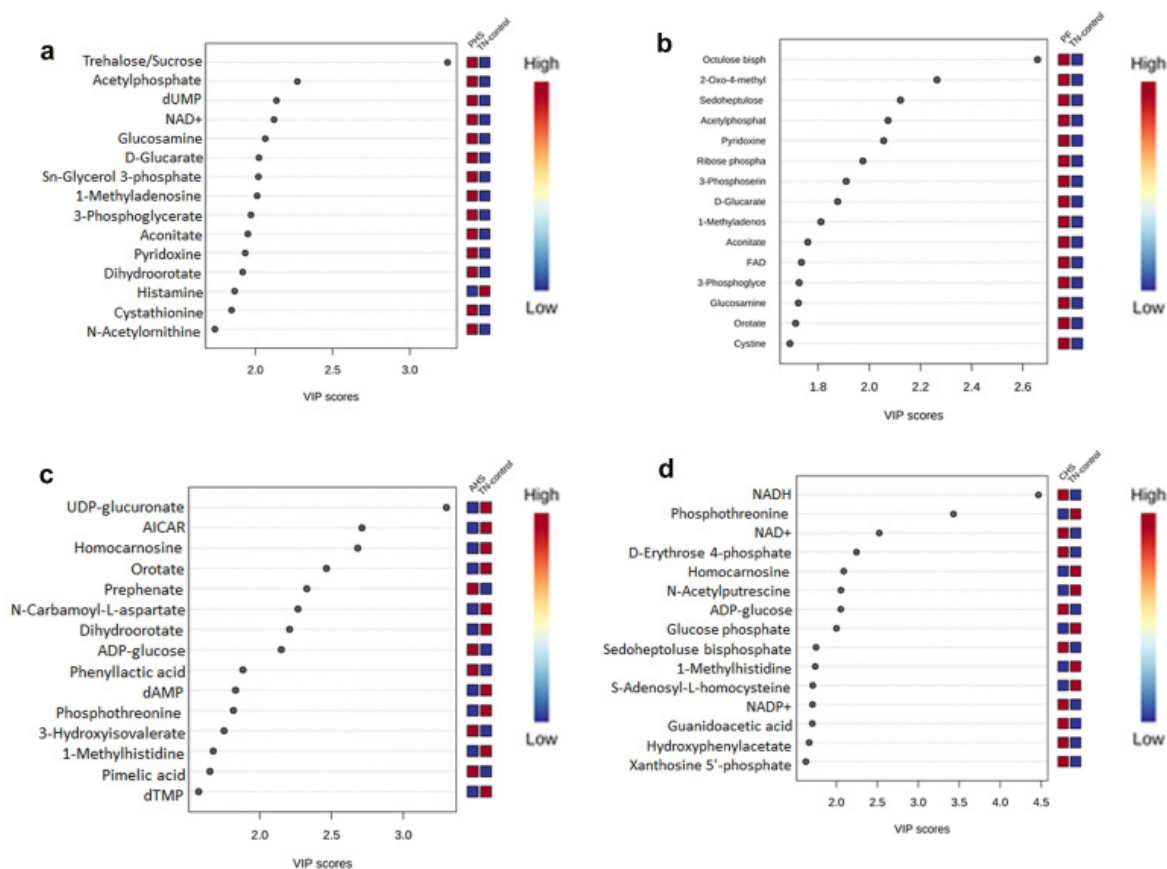 a
PHS
TN-control
Trehalose/Sucrose
Acetylphosphate
dUMP
NAD+
Glucosamine
D-Glucarate
Sn-Glycerol 3-phosphate
1-Methyladenosine
3-Phosphoglycerate
Aconitate
Pyridoxine
Dihydroorotate
Histamine
Cystathionine
N-Acetylornithine
2.0 2.5 3.0
VIP scores
High
Low
b
PF
TN-control
Octulose bisph
2-Oxo-4-methyl
Sedoheptulose
Acetylphosphat
Pyridoxine
Ribose phospha
3-Phosphoserin
D-Glucarate
1-Methyladenos
Aconitate
FAD
3-Phosphoglyce
Glucosamine
Orotate
Cystine
1.8 2.0 2.2 2.4 2.6
VIP scores
High
Low
c
AHS
TN-control
UDP-glucuronate
AICAR
Homocarnosine
Orotate
Prephenate
N-Carbamoyl-L-aspartate
Dihydroorotate
ADP-glucose
Phenyllactic acid
dAMP
Phosphothreonine
3-Hydroxyisovalerate
1-Methylhistidine
Pimelic acid
dTMP
2.0 2.5 3.0
VIP scores
High
Low
d
CHS
TN-control
NADH
Phosphothreonine
NAD+
D-Erythrose 4-phosphate
Homocarnosine
N-Acetylputrescine
ADP-glucose
Glucose phosphate
Sedoheptoluse bisphosphate
1-Methylhistidine
S-Adenosyl-L-homocysteine
NADP+
Guanidoacetic acid
Hydroxyphenylacetate
Xanthosine 5'-phosphate
2.0 2.5 3.0 3.5 4.0 4.5
VIP scores
High
Low